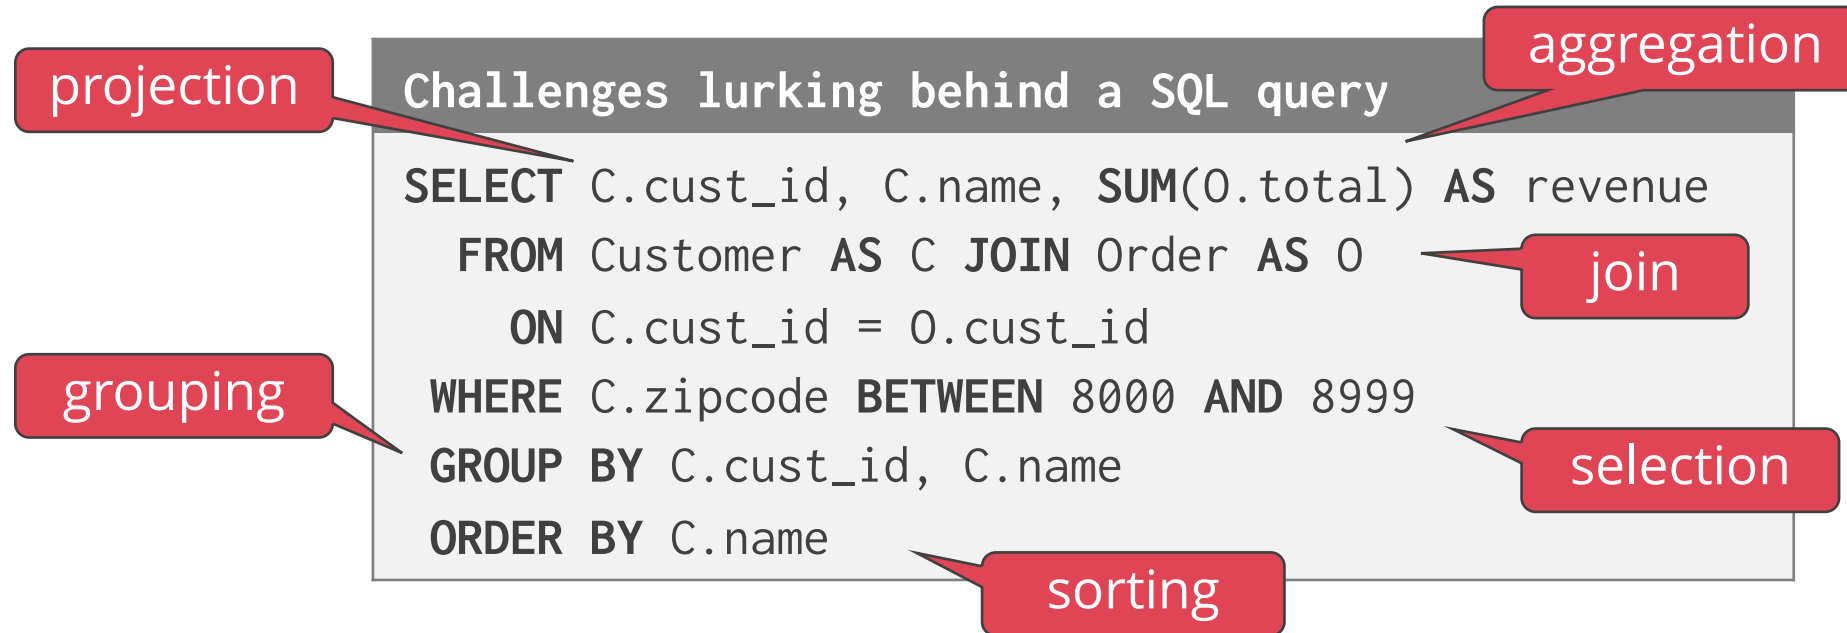 aggregation
projection
Challenges lurking behind a SQL query
SELECT C.cust_id, C.name, SUM(O.total) AS revenue
FROM Customer AS C JOIN Order AS O
join
ON C.cust_id = O.cust_id
grouping
WHERE C.zipcode BETWEEN 8000 AND 8999
GROUP BY C.cust_id, C.name
selection
ORDER BY C.name
sorting